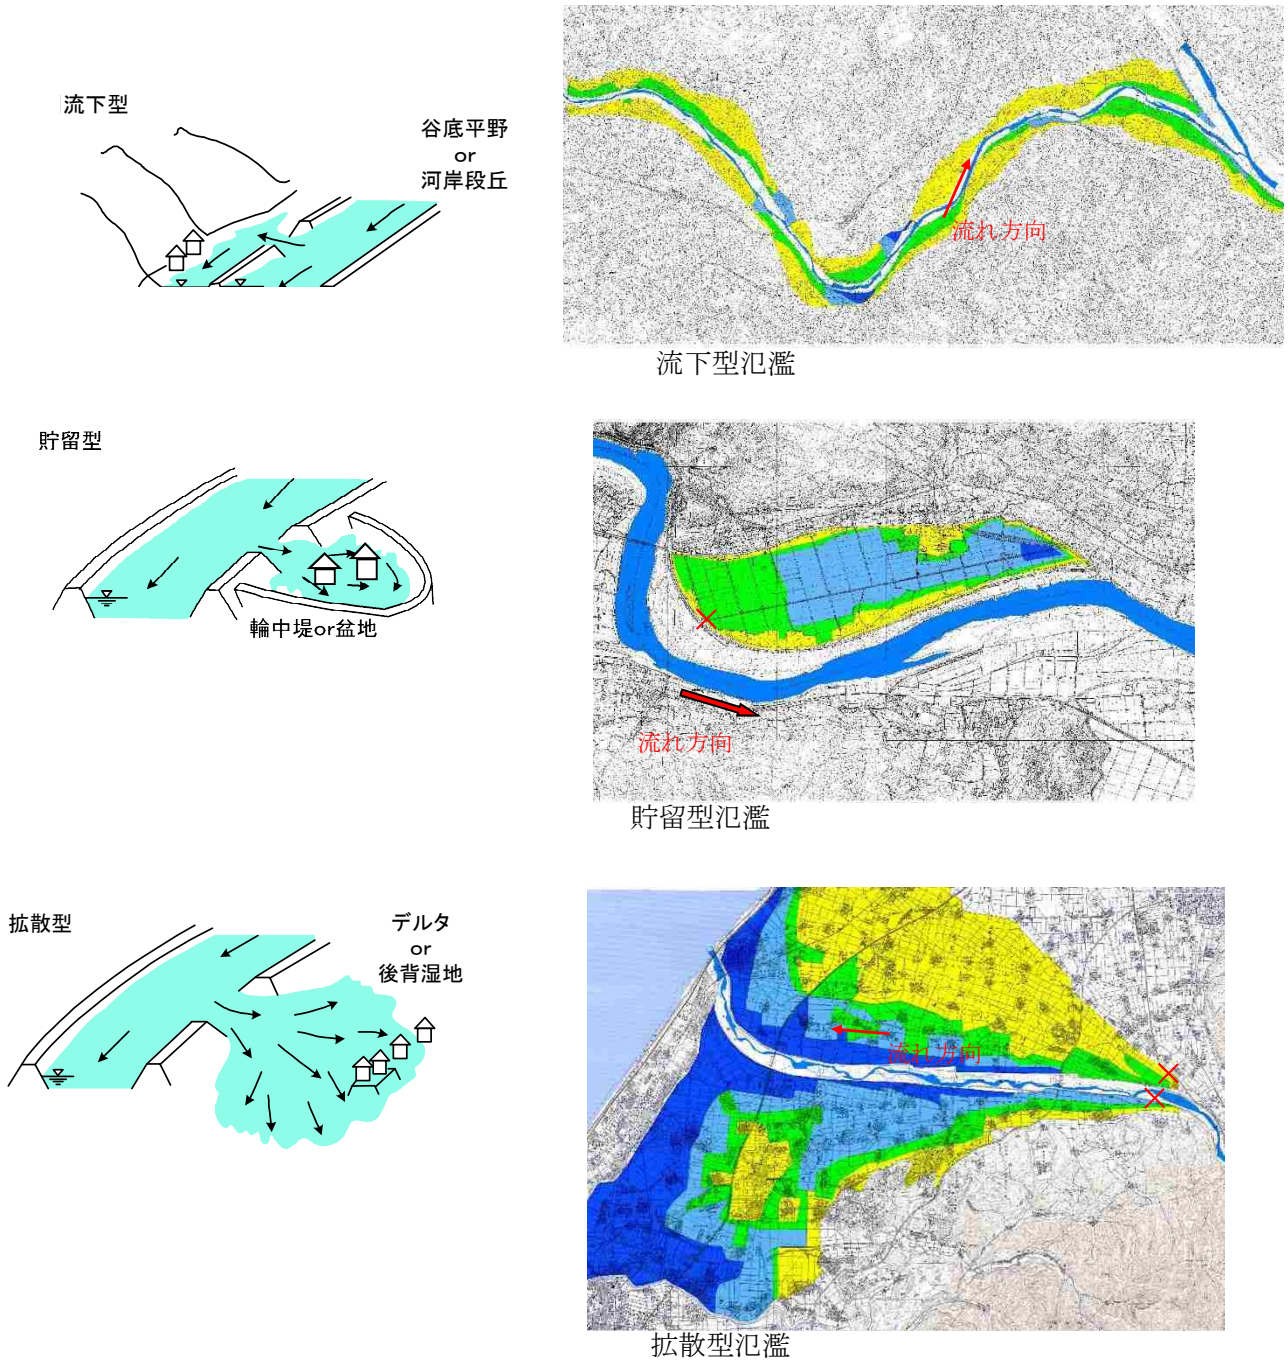 流下型
谷底平野
or
河岸段丘
流れ方向
流下型氾濫
貯留型
輪中堤or盆地
流れ方向
貯留型氾濫
拡散型
デルタ
or
後背湿地
流れ方向
拡散型氾濫